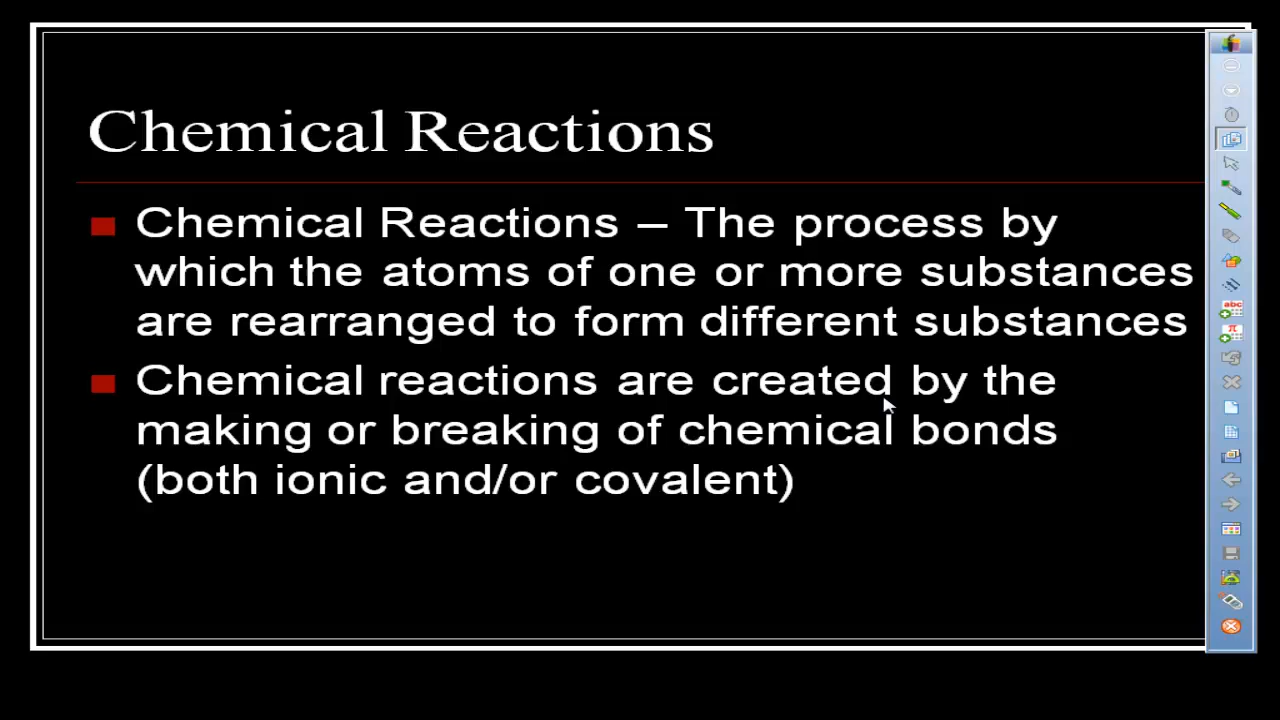 Chemical Reactions
Chemical Reactions – The process by
which the atoms of one or more substances
are rearranged to form different substances
Chemical reactions are created by the
making or breaking of chemical bonds
(both ionic and/or covalent)
abc
π